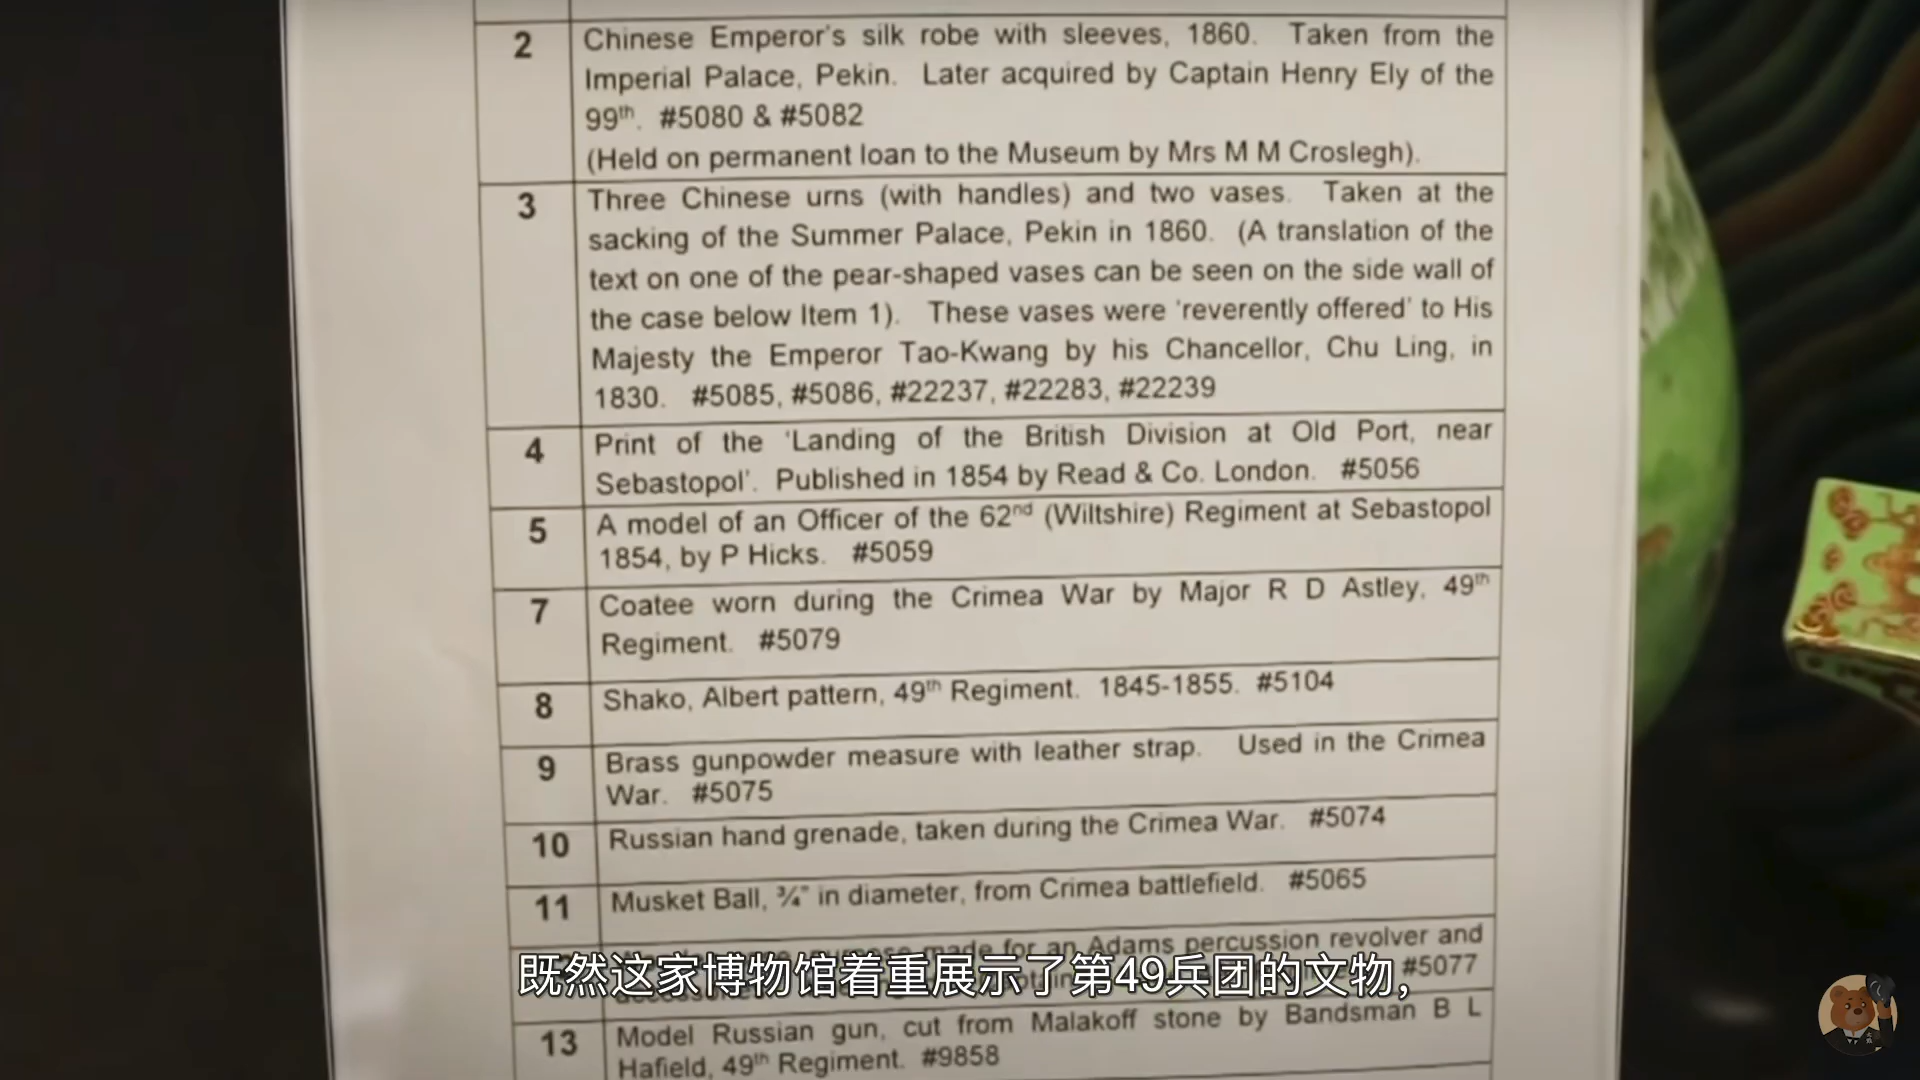 2
Chinese Emperor's silk robe with sleeves, 1860. Taken from the
Imperial Palace, Pekin. Later acquired by Captain Henry Ely of the
99th. #5080 & #5082
(Held on permanent loan to the Museum by Mrs M M Croslegh).
3
Three Chinese urns (with handles) and two vases. Taken at the
sacking of the Summer Palace, Pekin in 1860. (A translation of the
text on one of the pear-shaped vases can be seen on the side wall of
the case below Item 1). These vases were 'reverently offered' to His
Majesty the Emperor Tao-Kwang by his Chancellor, Chu Ling, in
1830. #5085, #5086, #22237, #22283, #22239
4
Print of the 'Landing of the British Division at Old Port, near
Sebastopol'. Published in 1854 by Read & Co. London. #5056
5
A model of an Officer of the 62nd (Wiltshire) Regiment at Sebastopol
1854, by P Hicks. #5059
7
Coatee worn during the Crimea War by Major R D Astley, 49th
Regiment. #5079
8
Shako, Albert pattern, 49th Regiment. 1845-1855. #5104
9
Brass gunpowder measure with leather strap. Used in the Crimea
War. #5075
10
Russian hand grenade, taken during the Crimea War. #5074
11
Musket Ball, ¾" in diameter, from Crimea battlefield. #5065
made for an Adams percussion revolver and
#5077
既然这家博物馆着重展示了第49兵团的文物,
13
Model Russian gun, cut from Malakoff stone by Bandsman B L
Hafield, 49th Regiment. #9858